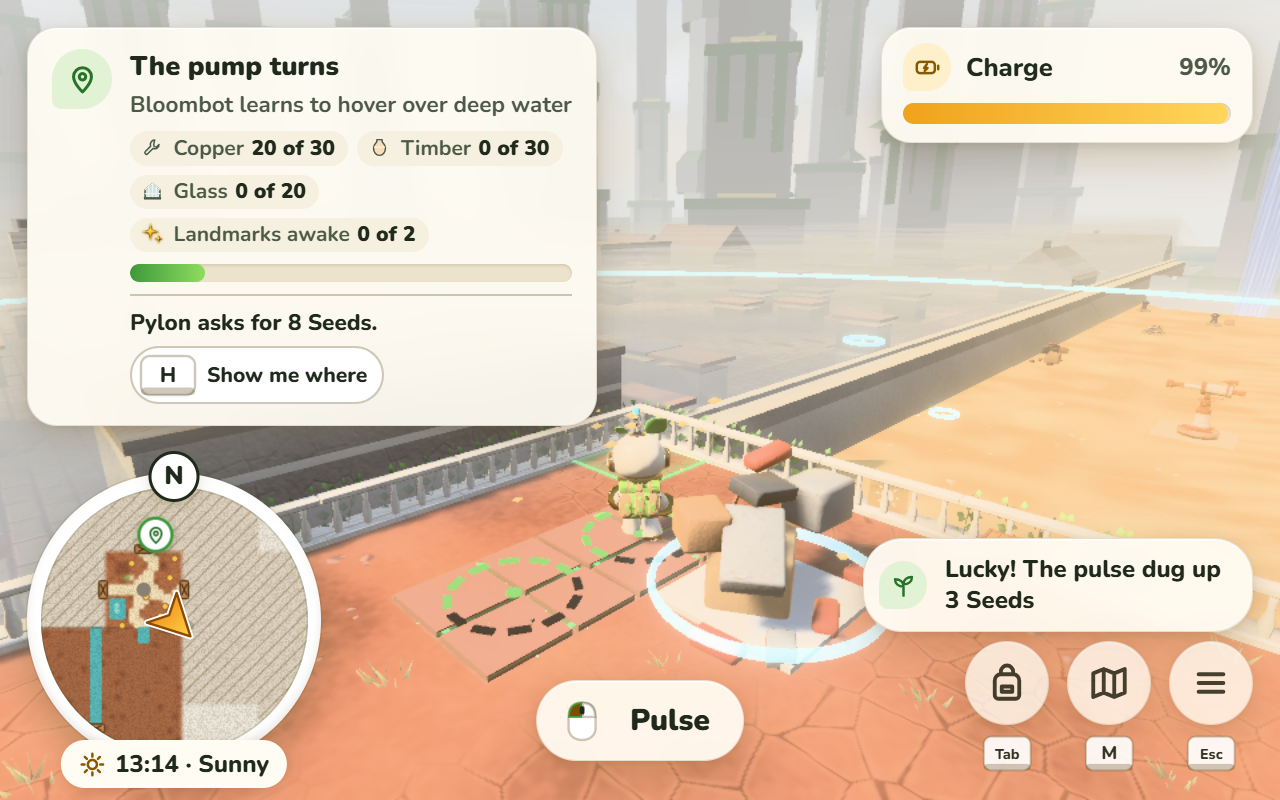 The pump turns
Bloombot learns to hover over deep water
Copper 20 of 30
Timber 0 of 30
Glass 0 of 20
Landmarks awake 0 of 2
Pylon asks for 8 Seeds.
H Show me where
Charge 99%
N
13:14 · Sunny
Pulse
Lucky! The pulse dug up
3 Seeds
Tab
M
Esc